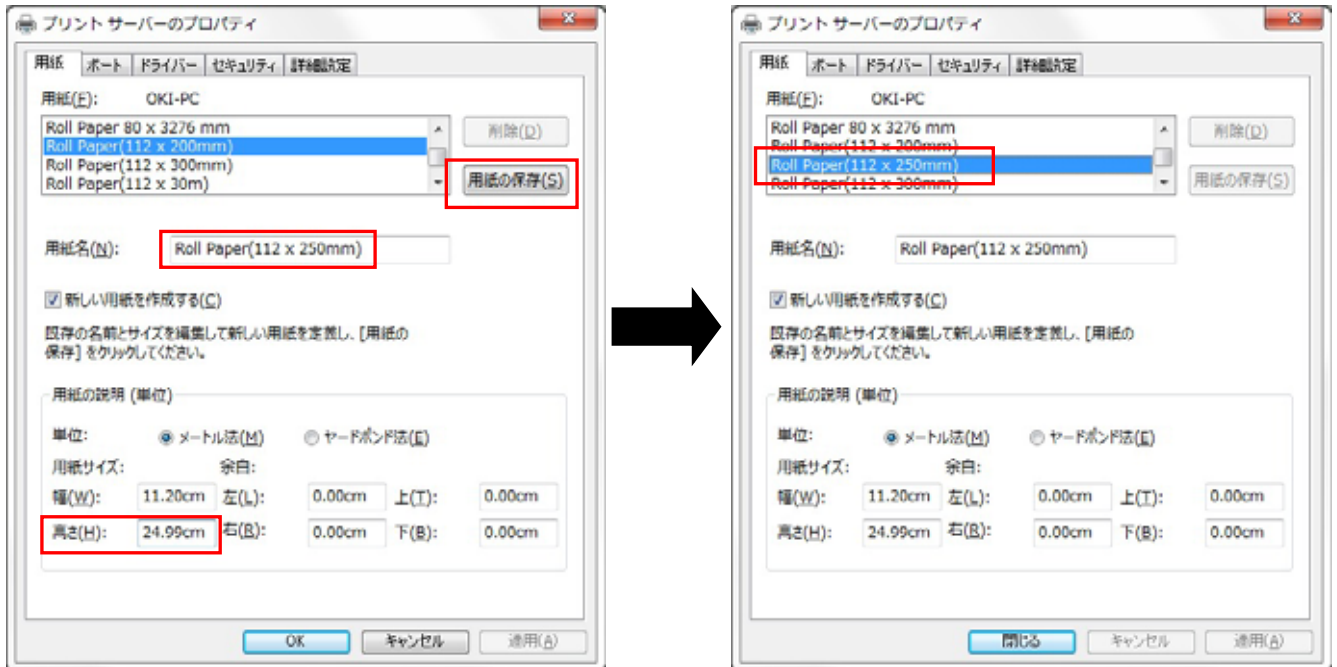 プリント サーバーのプロパティ
用紙 ポート ドライバー セキュリティ 詳細設定
用紙(F): OKI-PC
Roll Paper 80 x 3276 mm
Roll Paper(112 x 200mm)
Roll Paper(112 x 300mm)
Roll Paper(112 x 30m)
削除(D)
用紙の保存(S)
用紙名(N): Roll Paper(112 x 250mm)
新しい用紙を作成する(C)
既存の名前とサイズを編集して新しい用紙を定義し、[用紙の
保存] をクリックしてください。
用紙の説明 (単位)
単位: メートル法(M) ヤードポンド法(E)
用紙サイズ: 余白:
幅(W): 11.20cm 左(L): 0.00cm 上(T): 0.00cm
高さ(H): 24.99cm 右(R): 0.00cm 下(B): 0.00cm
OK キャンセル 適用(A)
プリント サーバーのプロパティ
用紙 ポート ドライバー セキュリティ 詳細設定
用紙(F): OKI-PC
Roll Paper 80 x 3276 mm
Roll Paper(112 x 200mm)
Roll Paper(112 x 250mm)
Roll Paper(112 x 300mm)
削除(D)
用紙の保存(S)
用紙名(N): Roll Paper(112 x 250mm)
新しい用紙を作成する(C)
既存の名前とサイズを編集して新しい用紙を定義し、[用紙の
保存] をクリックしてください。
用紙の説明 (単位)
単位: メートル法(M) ヤードポンド法(E)
用紙サイズ: 余白:
幅(W): 11.20cm 左(L): 0.00cm 上(T): 0.00cm
高さ(H): 24.99cm 右(R): 0.00cm 下(B): 0.00cm
閉じる キャンセル 適用(A)